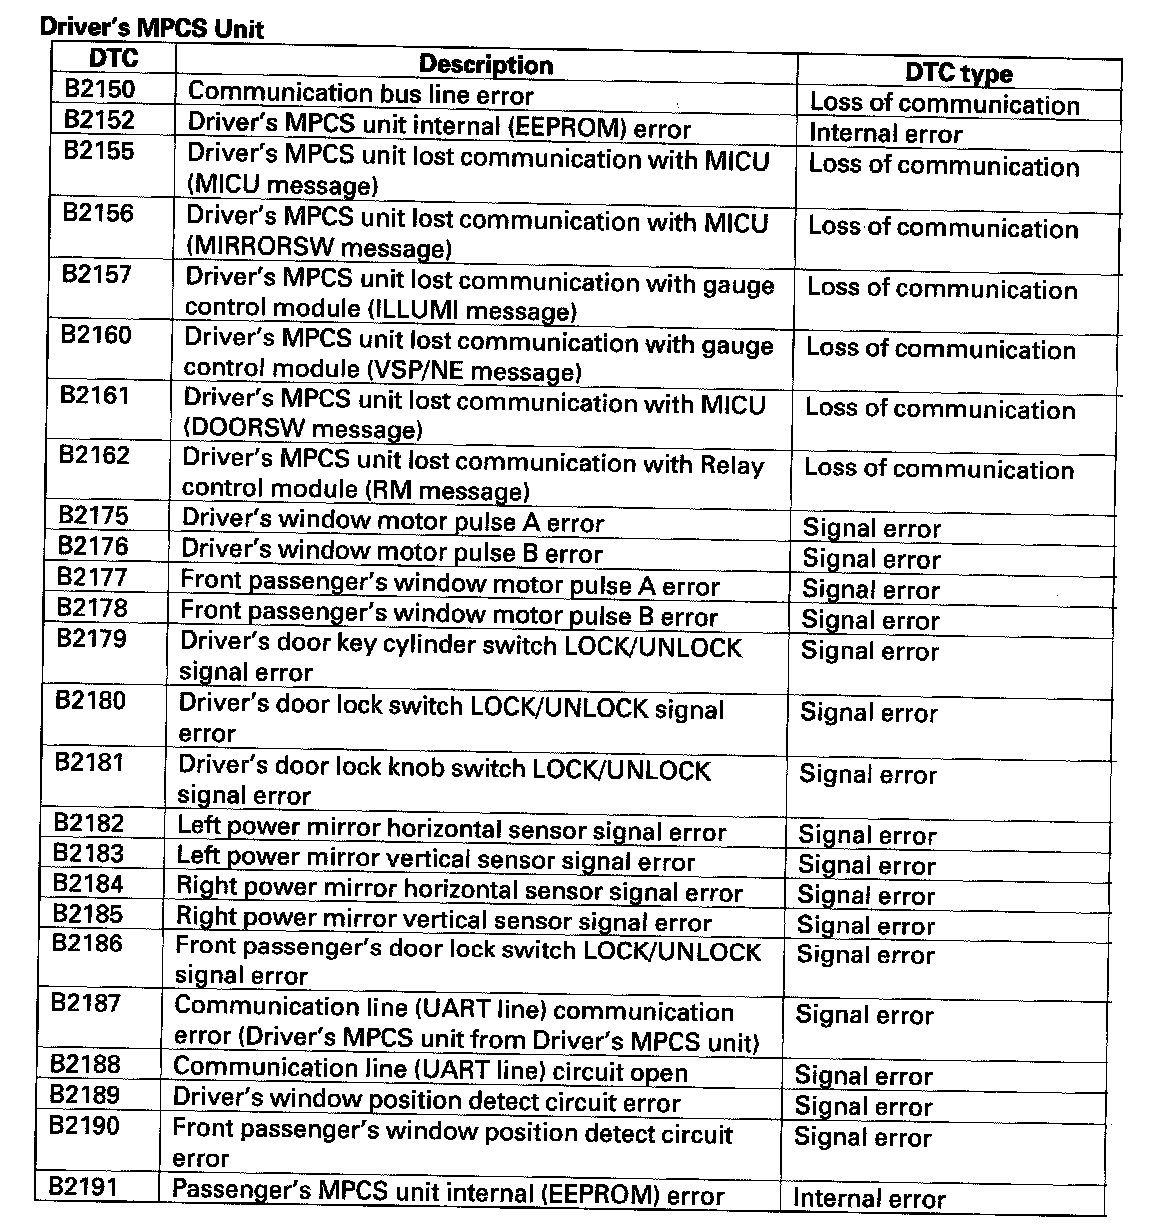 Driver's MPCS Unit
DTC Description DTC type
B2150 Communication bus line error Loss of communication
B2152 Driver's MPCS unit internal (EEPROM) error Internal error
B2155 Driver's MPCS unit lost communication with MICU Loss of communication
(MICU message)
B2156 Driver's MPCS unit lost communication with MICU Loss of communication
(MIRRORSW message)
B2157 Driver's MPCS unit lost communication with gauge Loss of communication
control module (ILLUMI message)
B2160 Driver's MPCS unit lost communication with gauge Loss of communication
control module (VSP/NE message)
B2161 Driver's MPCS unit lost communication with MICU Loss of communication
(DOORSW message)
B2162 Driver's MPCS unit lost communication with Relay Loss of communication
control module (RM message)
B2175 Driver's window motor pulse A error Signal error
B2176 Driver's window motor pulse B error Signal error
B2177 Front passenger's window motor pulse A error Signal error
B2178 Front passenger's window motor pulse B error Signal error
B2179 Driver's door key cylinder switch LOCK/UNLOCK Signal error
signal error
B2180 Driver's door lock switch LOCK/UNLOCK signal Signal error
error
B2181 Driver's door lock knob switch LOCK/UNLOCK Signal error
signal error
B2182 Left power mirror horizontal sensor signal error Signal error
B2183 Left power mirror vertical sensor signal error Signal error
B2184 Right power mirror horizontal sensor signal error Signal error
B2185 Right power mirror vertical sensor signal error Signal error
B2186 Front passenger's door lock switch LOCK/UNLOCK Signal error
signal error
B2187 Communication line (UART line) communication Signal error
error (Driver's MPCS unit from Driver's MPCS unit)
B2188 Communication line (UART line) circuit open Signal error
B2189 Driver's window position detect circuit error Signal error
B2190 Front passenger's window position detect circuit Signal error
error
B2191 Passenger's MPCS unit internal (EEPROM) error Internal error